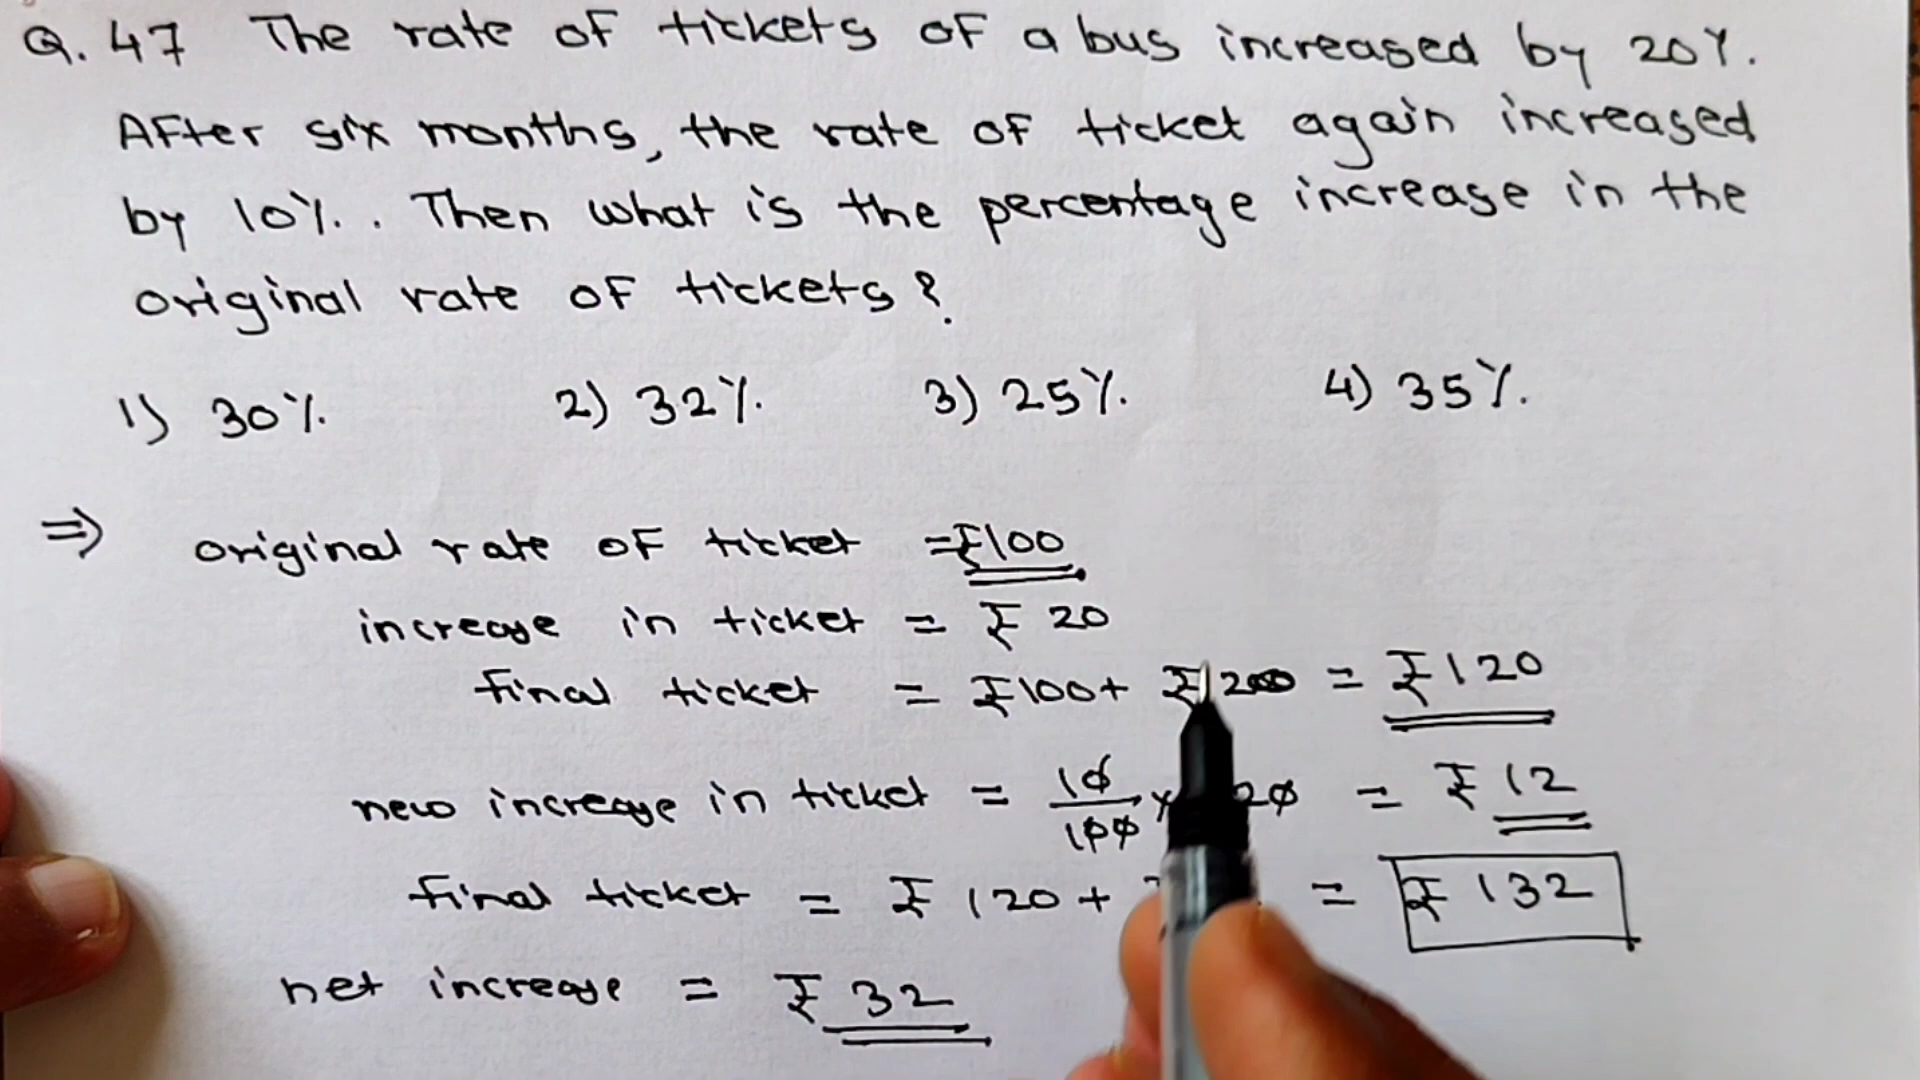 Q. 47 The rate of tickets of a bus increased by 20%.
After six months, the rate of ticket again increased
by 10%. Then what is the percentage increase in the
original rate of tickets?
1) 30% 2) 32% 3) 25% 4) 35%.
⇒ original rate of ticket = ₹100
increase in ticket = ₹ 20
final ticket = ₹100 + ₹ = ₹120
new increase in ticket = 10/100 × 20 = ₹ 12
final ticket = ₹ 120 + = ₹ 132
net increase = ₹ 32